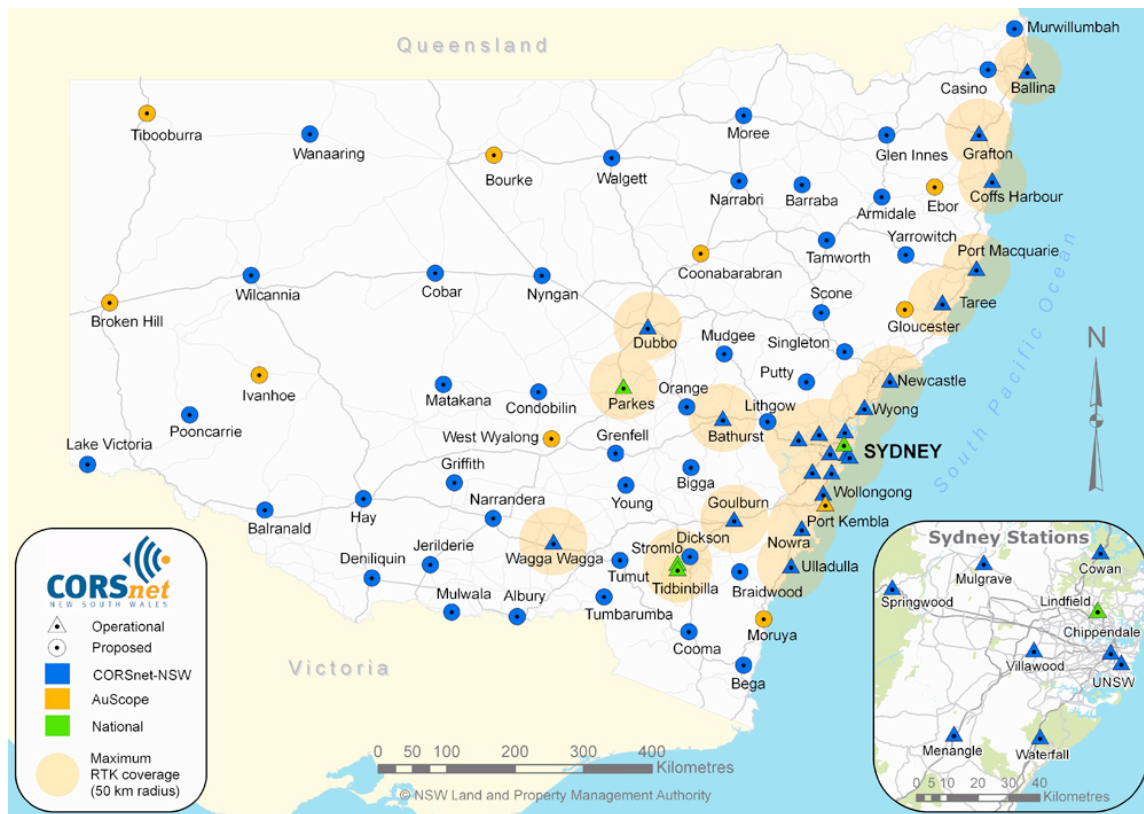 Queensland
Murwillumbah
Casino
Ballina
Tibooburra
Wanaaring
Moree
Bourke
Walgett
Glen Innes
Grafton
Narrabri
Barraba
Armidale
Ebor
Coffs Harbour
Yarrowitch
Tamworth
Port Macquarie
Coonabarabran
Wilcannia
Cobar
Nyngan
Scone
Taree
Broken Hill
Gloucester
Dubbo
Mudgee
Singleton
South Pacific Ocean
N
Ivanhoe
Matakana
Condobilin
Parkes
Orange
Putty
Newcastle
Lithgow
Wyong
Pooncarrie
West Wyalong
Grenfell
Bathurst
Lake Victoria
SYDNEY
Griffith
Bigga
Young
Narrandera
Goulburn
Wollongong
Port Kembla
Balranald
Hay
Dickson
Nowra
Jerilderie
Wagga Wagga
Stromlo
Deniliquin
Tumut
Tidbinbilla
Braidwood
Ulladulla
Mulwala
Albury
Tumbarumba
Moruya
Cooma
Victoria
Bega
CORSnet
NEW SOUTH WALES
Operational
Proposed
CORSnet-NSW
AuScope
National
Maximum
RTK coverage
(50 km radius)
0 50 100 200 300 400
Kilometres
© NSW Land and Property Management Authority
Sydney Stations
Cowan
Mulgrave
Springwood
Lindfield
Chippendale
Villawood
UNSW
Menangle
Waterfall
0 5 10 20 30 40
Kilometres